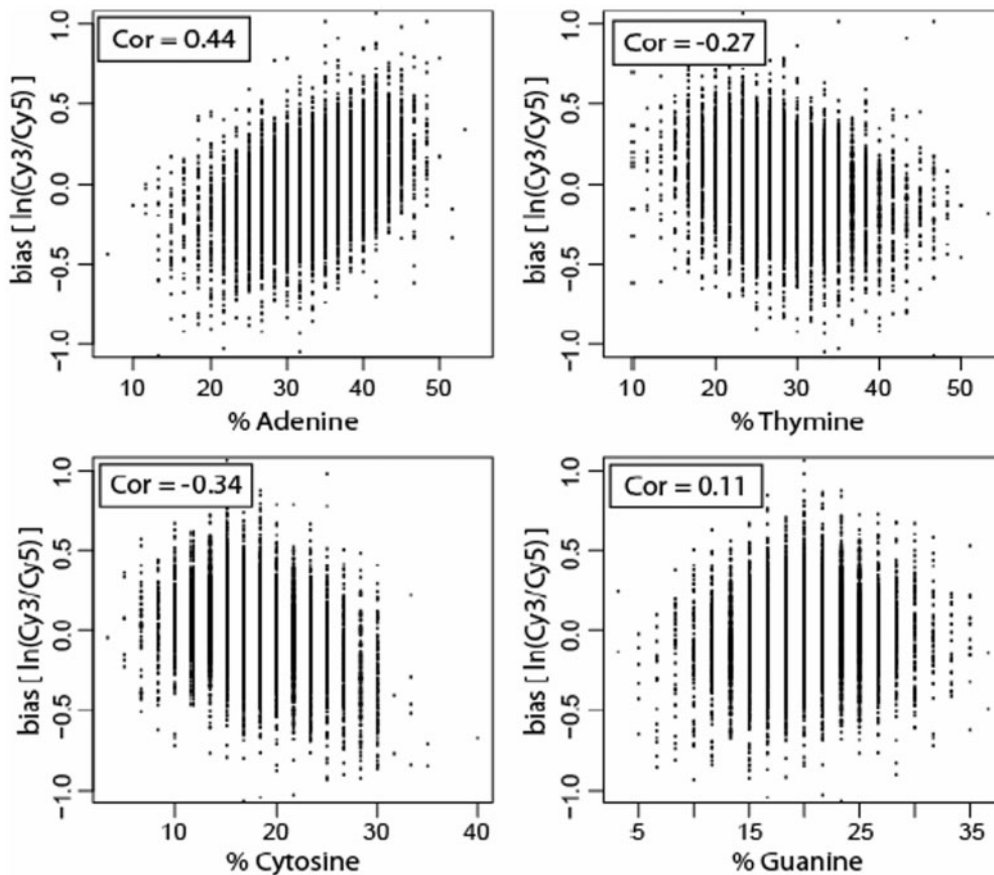 Cor = 0.44
bias [ ln(Cy3/Cy5) ]
1.0
0.5
0.0
−0.5
−1.0
10 20 30 40 50
% Adenine
Cor = -0.27
bias [ ln(Cy3/Cy5) ]
1.0
0.5
0.0
−0.5
−1.0
10 20 30 40 50
% Thymine
Cor = -0.34
bias [ ln(Cy3/Cy5) ]
1.0
0.5
0.0
−0.5
−1.0
10 20 30 40
% Cytosine
Cor = 0.11
bias [ ln(Cy3/Cy5) ]
1.0
0.5
0.0
−0.5
−1.0
5 15 25 35
% Guanine